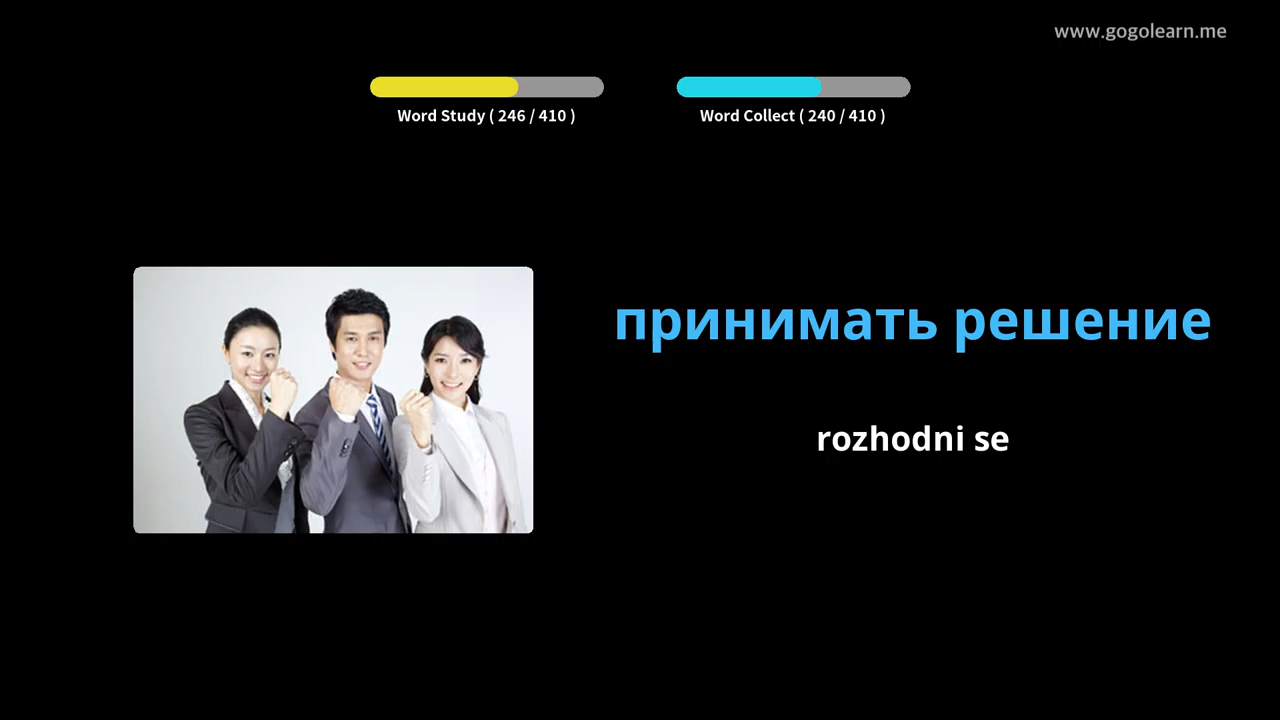 www.gogolearn.me
Word Study ( 246 / 410 )
Word Collect ( 240 / 410 )
принимать решение
rozhodni se